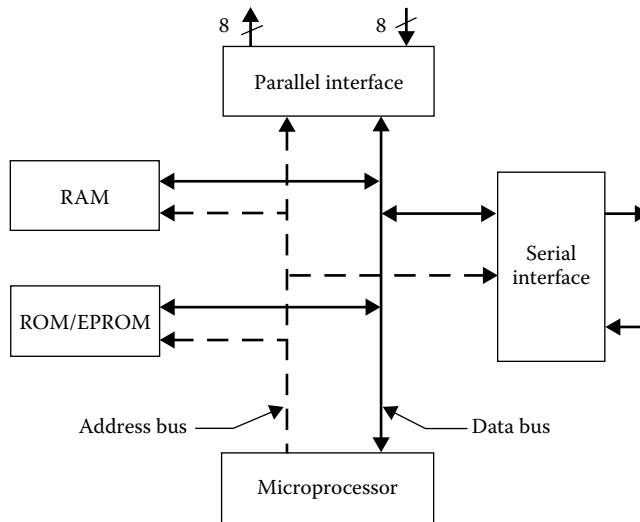 8
8
Parallel interface
RAM
Serial
interface
ROM/EPROM
Address bus
Data bus
Microprocessor